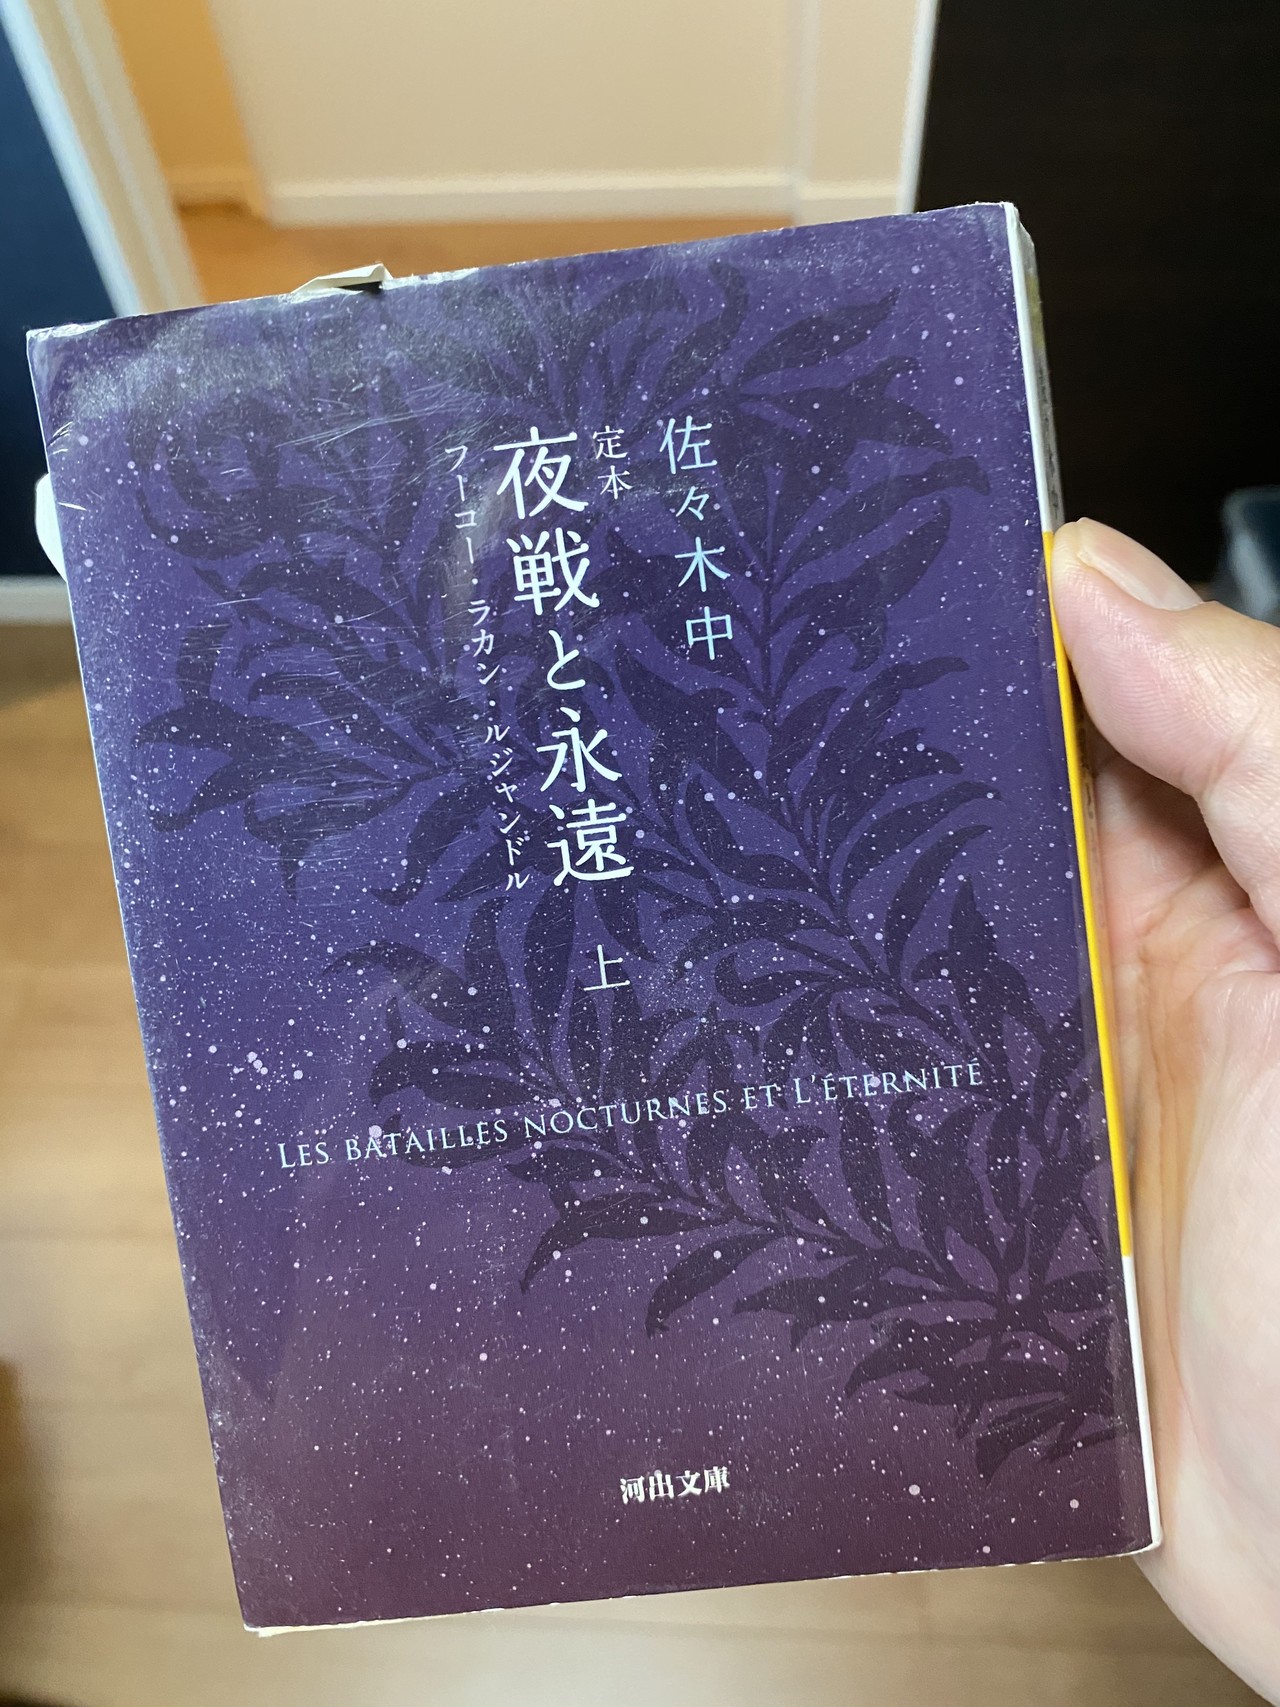 佐々木中
定本
夜戦と永遠 上
フーコー・ラカン・ルジャンドル
LES BATAILLES NOCTURNES ET L'ÉTERNITÉ
河出文庫